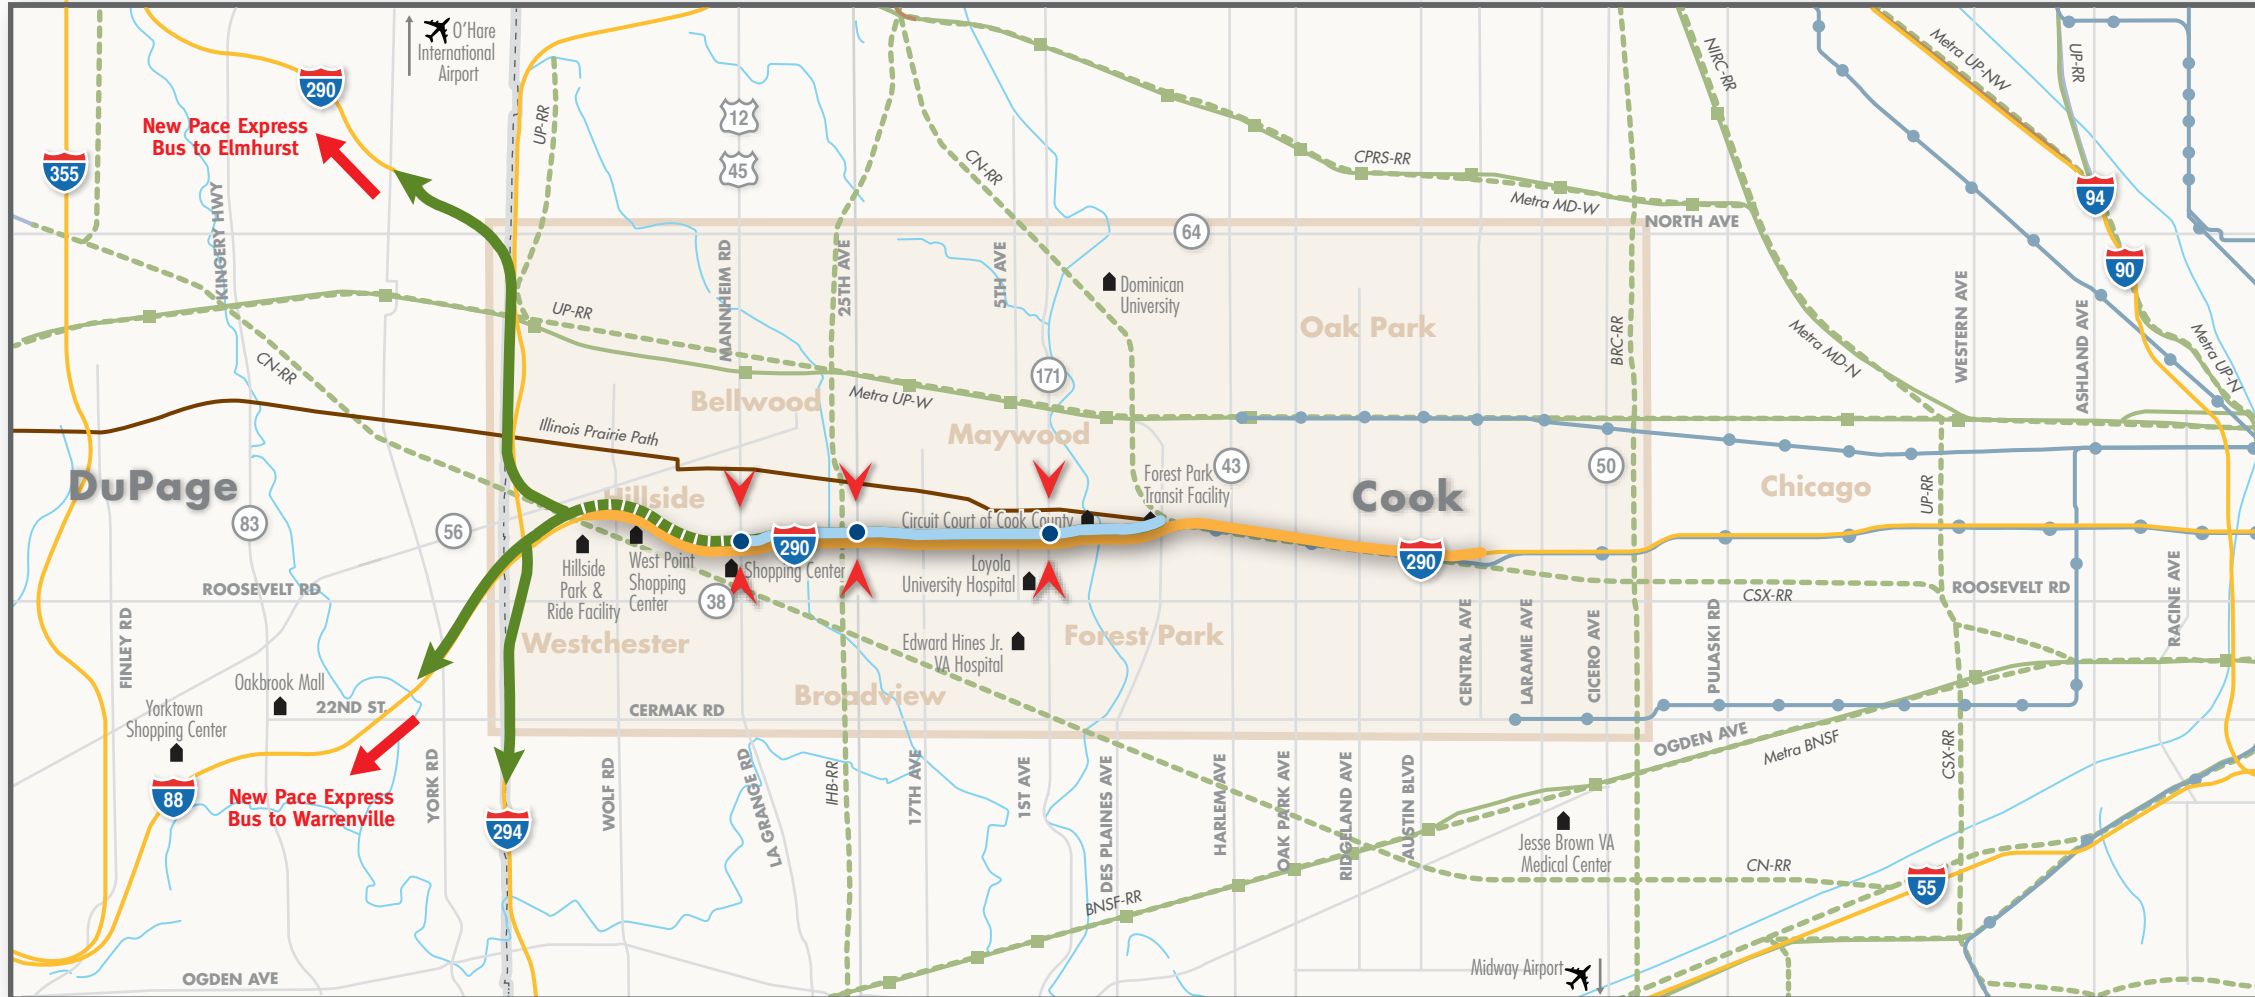 O'Hare
International
Airport
290
New Pace Express
Bus to Elmhurst
355
KINGERY HWY
UP-RR
12
45
CN-RR
CPRS-RR
Metra MD-W
NIRC-RR
Metra UP-NW
UP-RR
94
90
NORTH AVE
64
MANNHEIM RD
25TH AVE
5TH AVE
Dominican
University
Oak Park
BRC-RR
Metra MD-N
WESTERN AVE
ASHLAND AVE
Metra UP-N
UP-RR
CN-RR
171
Bellwood
Metra UP-W
Maywood
Illinois Prairie Path
DuPage
83
56
Hillside
Forest Park
Transit Facility
43
Cook
50
Chicago
UP-RR
Circuit Court of Cook County
290
290
Hillside
Park &
Ride Facility
West Point
Shopping
Center
Shopping Center
38
Loyola
University Hospital
ROOSEVELT RD
ROOSEVELT RD
CSX-RR
RACINE AVE
FINLEY RD
Westchester
Edward Hines Jr.
VA Hospital
Forest Park
CENTRAL AVE
LARAMIE AVE
CICERO AVE
PULASKI RD
Oakbrook Mall
22ND ST.
Broadview
CERMAK RD
Yorktown
Shopping Center
OGDEN AVE
Metra BNSF
CSX-RR
88
New Pace Express
Bus to Warrenville
YORK RD
294
WOLF RD
LA GRANGE RD
IHB-RR
17TH AVE
1ST AVE
DES PLAINES AVE
HARLEM AVE
OAK PARK AVE
RIDGELAND AVE
AUSTIN BLVD
Jesse Brown VA
Medical Center
CN-RR
55
BNSF-RR
OGDEN AVE
Midway Airport